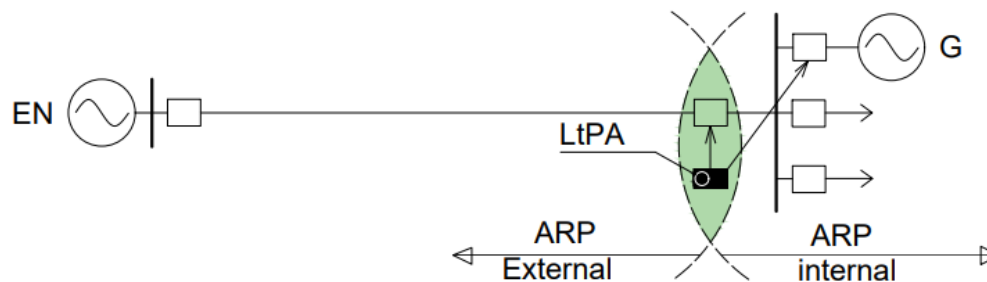 G
EN
LtPA
ARP
External
ARP
internal